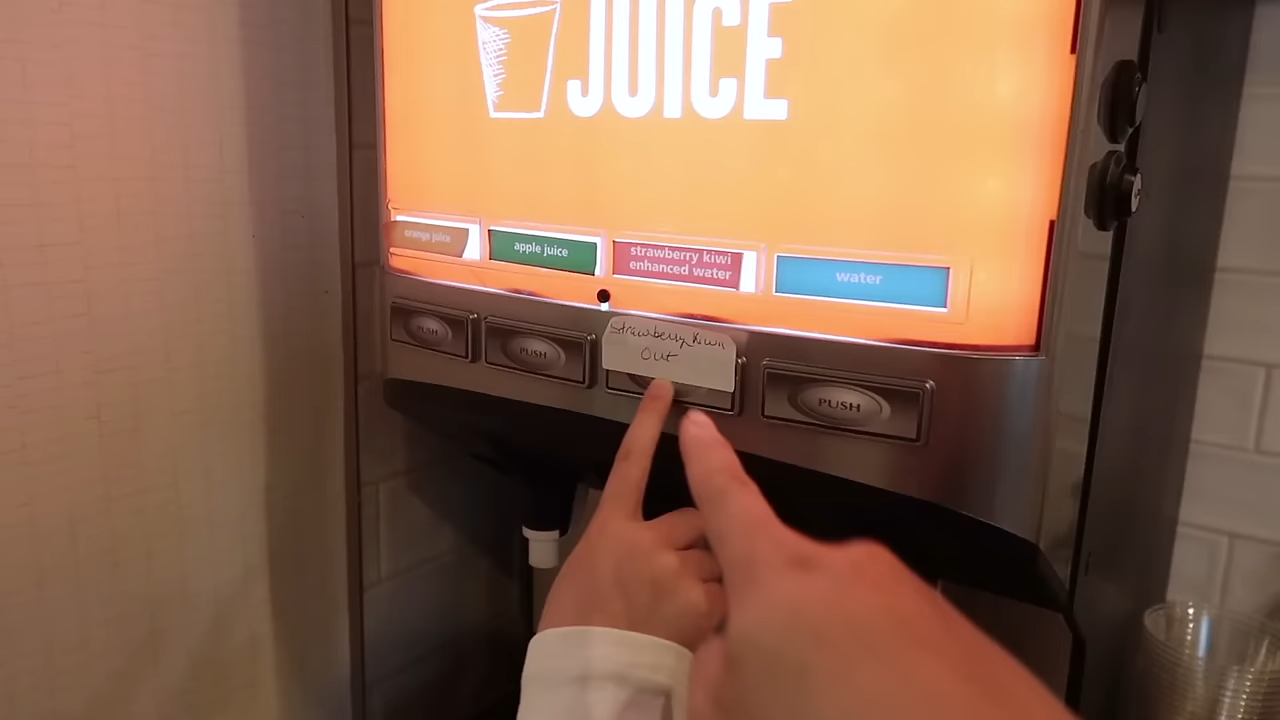 JUICE
orange juice
apple juice
strawberry kiwi
enhanced water
water
PUSH
PUSH
Strawberry Kiwi
Out
PUSH